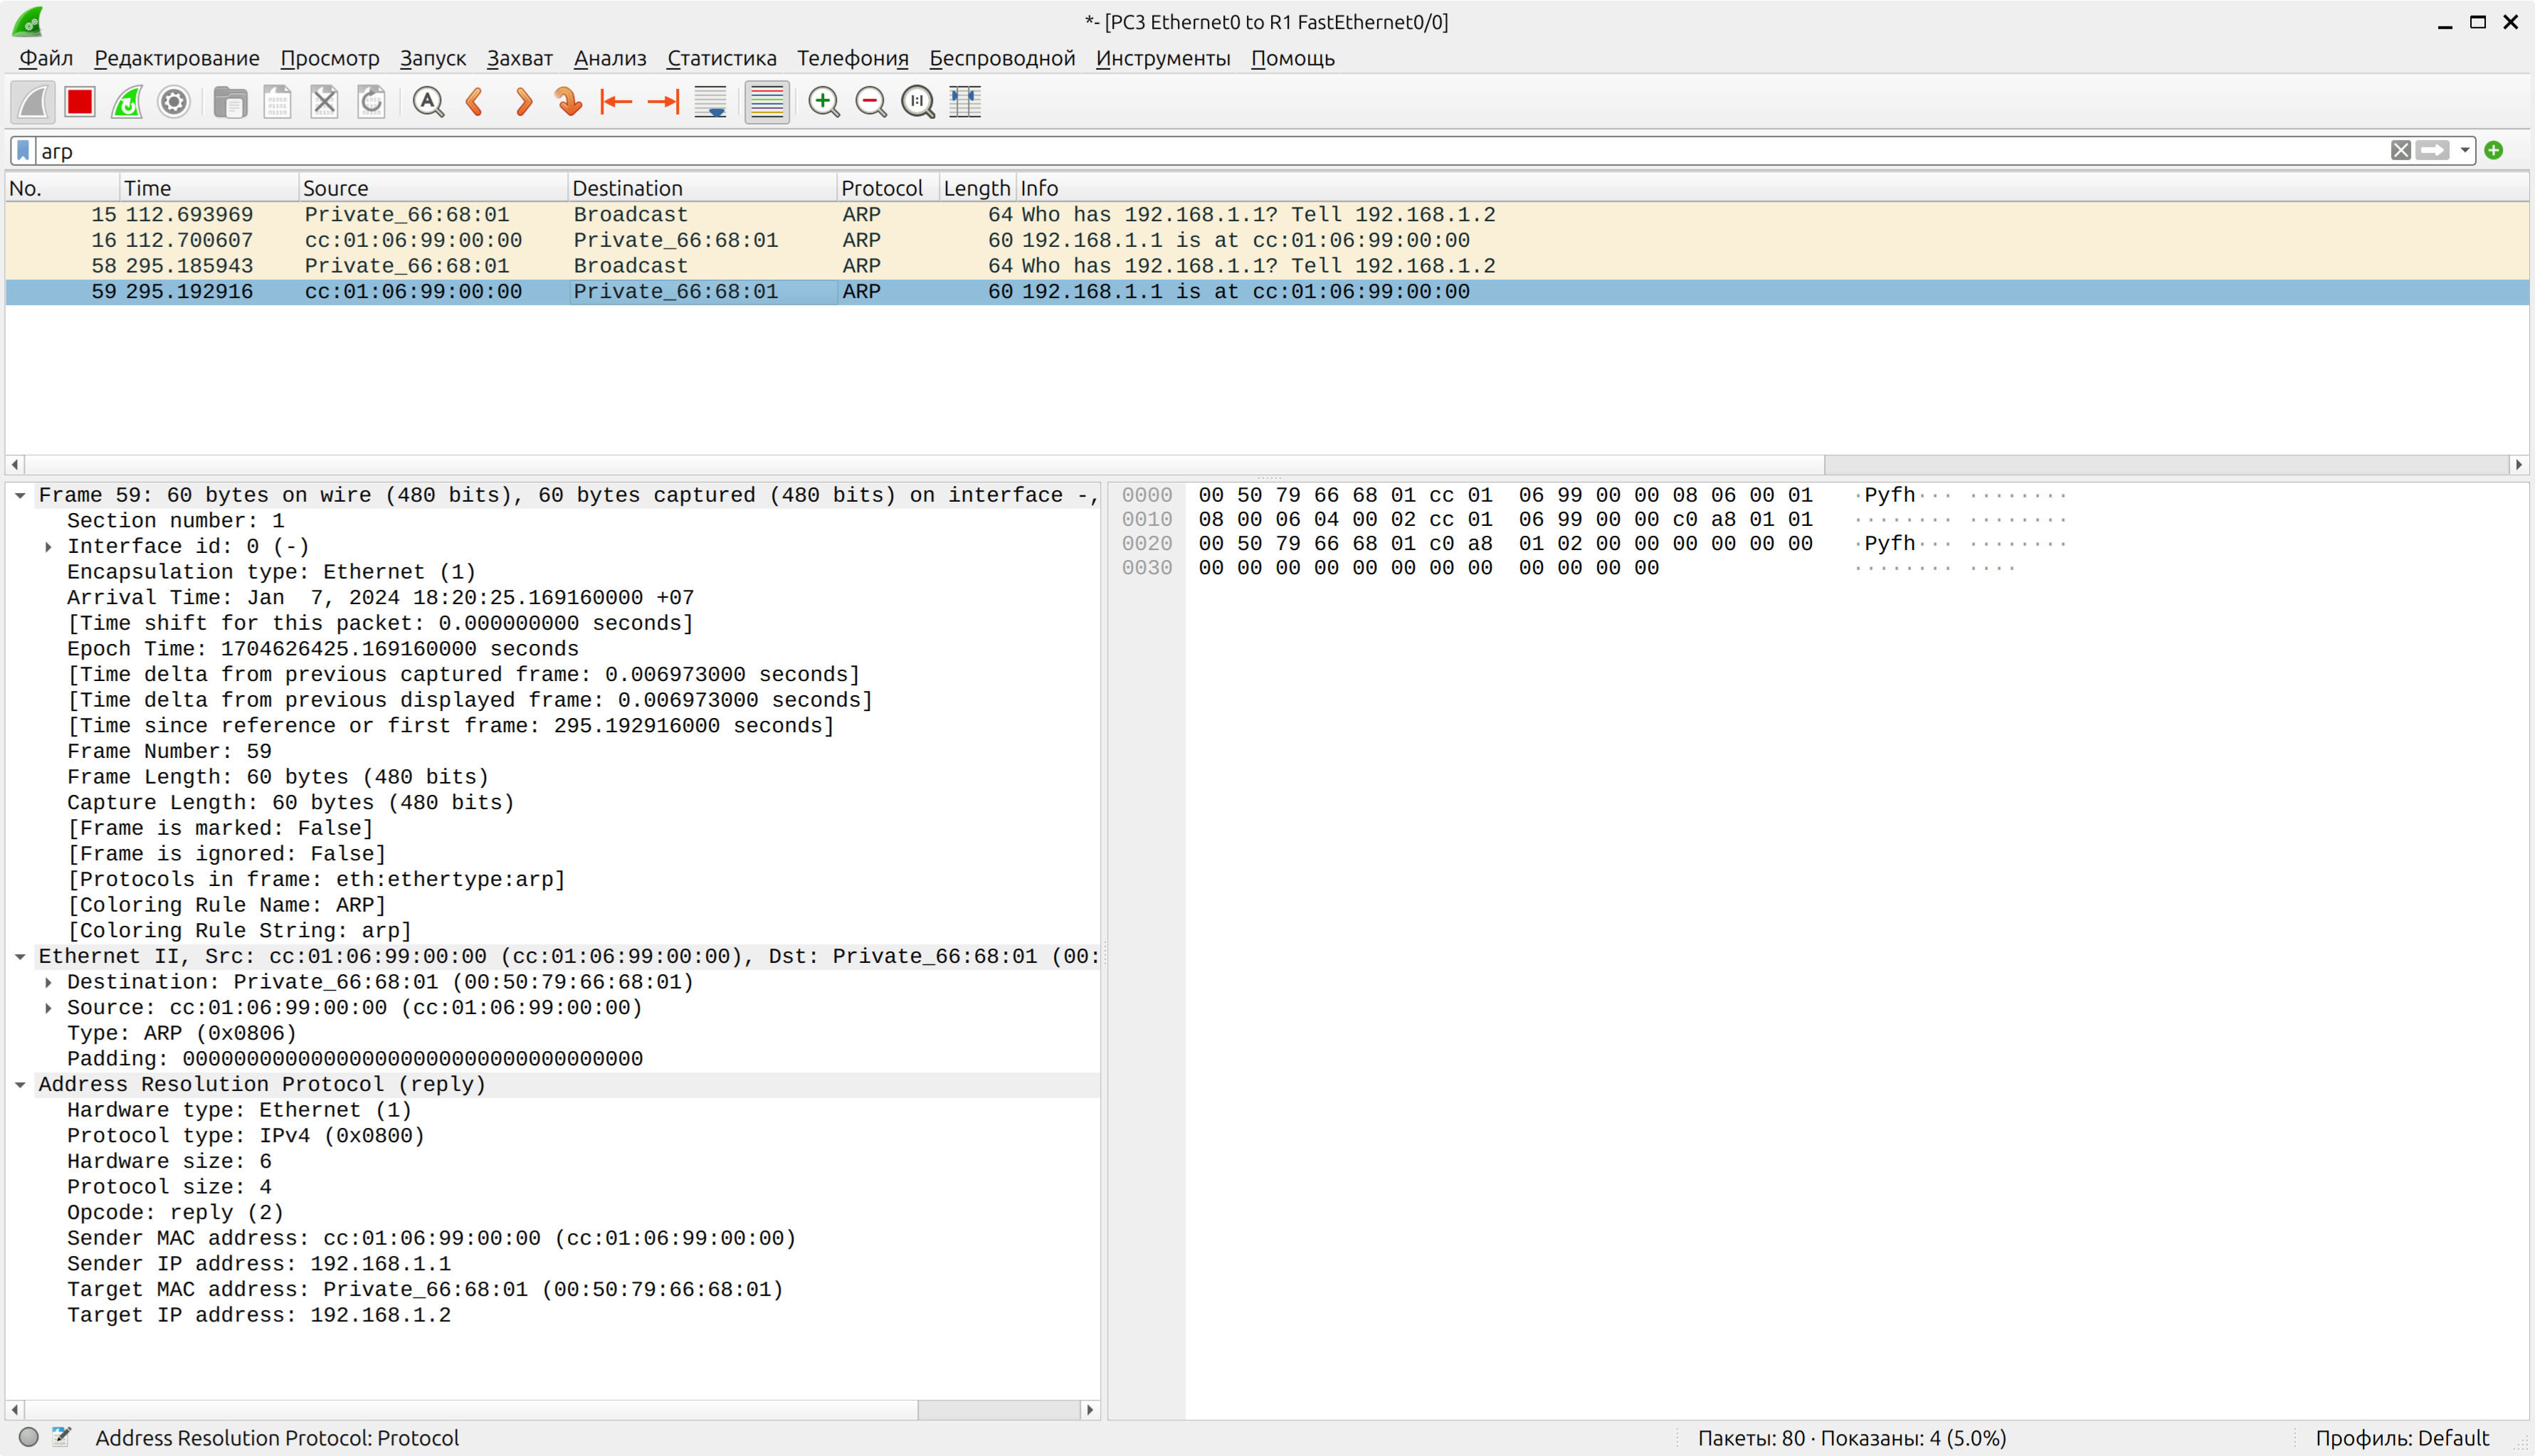 *- [PC3 Ethernet0 to R1 FastEthernet0/0]
Файл Редактирование Просмотр Запуск Захват Анализ Статистика Телефония Беспроводной Инструменты Помощь
arp
No. Time Source Destination Protocol Length Info
15 112.693969 Private_66:68:01 Broadcast ARP 64 Who has 192.168.1.1? Tell 192.168.1.2
16 112.700607 cc:01:06:99:00:00 Private_66:68:01 ARP 60 192.168.1.1 is at cc:01:06:99:00:00
58 295.185943 Private_66:68:01 Broadcast ARP 64 Who has 192.168.1.1? Tell 192.168.1.2
59 295.192916 cc:01:06:99:00:00 Private_66:68:01 ARP 60 192.168.1.1 is at cc:01:06:99:00:00
Frame 59: 60 bytes on wire (480 bits), 60 bytes captured (480 bits) on interface -,
Section number: 1
Interface id: 0 (-)
Encapsulation type: Ethernet (1)
Arrival Time: Jan  7, 2024 18:20:25.169160000 +07
[Time shift for this packet: 0.000000000 seconds]
Epoch Time: 1704626425.169160000 seconds
[Time delta from previous captured frame: 0.006973000 seconds]
[Time delta from previous displayed frame: 0.006973000 seconds]
[Time since reference or first frame: 295.192916000 seconds]
Frame Number: 59
Frame Length: 60 bytes (480 bits)
Capture Length: 60 bytes (480 bits)
[Frame is marked: False]
[Frame is ignored: False]
[Protocols in frame: eth:ethertype:arp]
[Coloring Rule Name: ARP]
[Coloring Rule String: arp]
Ethernet II, Src: cc:01:06:99:00:00 (cc:01:06:99:00:00), Dst: Private_66:68:01 (00:
Destination: Private_66:68:01 (00:50:79:66:68:01)
Source: cc:01:06:99:00:00 (cc:01:06:99:00:00)
Type: ARP (0x0806)
Padding: 000000000000000000000000000000000000
Address Resolution Protocol (reply)
Hardware type: Ethernet (1)
Protocol type: IPv4 (0x0800)
Hardware size: 6
Protocol size: 4
Opcode: reply (2)
Sender MAC address: cc:01:06:99:00:00 (cc:01:06:99:00:00)
Sender IP address: 192.168.1.1
Target MAC address: Private_66:68:01 (00:50:79:66:68:01)
Target IP address: 192.168.1.2
0000 00 50 79 66 68 01 cc 01 06 99 00 00 08 06 00 01 ·Pyfh··· ········
0010 08 00 06 04 00 02 cc 01 06 99 00 00 c0 a8 01 01 ········ ········
0020 00 50 79 66 68 01 c0 a8 01 02 00 00 00 00 00 00 ·Pyfh··· ········
0030 00 00 00 00 00 00 00 00 00 00 00 00 ········ ····
Address Resolution Protocol: Protocol
Пакеты: 80 · Показаны: 4 (5.0%)
Профиль: Default